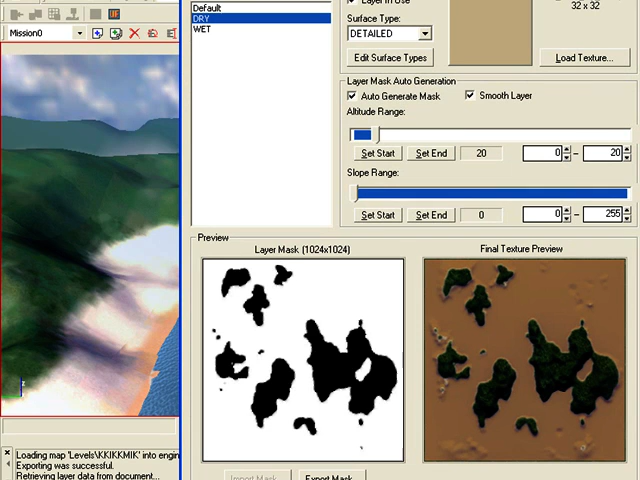 Default
DRY
WET
Mission0
Layer In Use
32 x 32
Surface Type:
DETAILED
Edit Surface Types
Load Texture...
Layer Mask Auto Generation
Auto Generate Mask
Smooth Layer
Altitude Range:
Set Start
Set End
20
0
-
20
Slope Range:
Set Start
Set End
0
0
-
255
Preview
Layer Mask (1024x1024)
Final Texture Preview
Import Mask...
Export Mask...
Loading map 'Levels\KKIKKMIK' into engin
Exporting was successful.
Retrieving layer data from document...